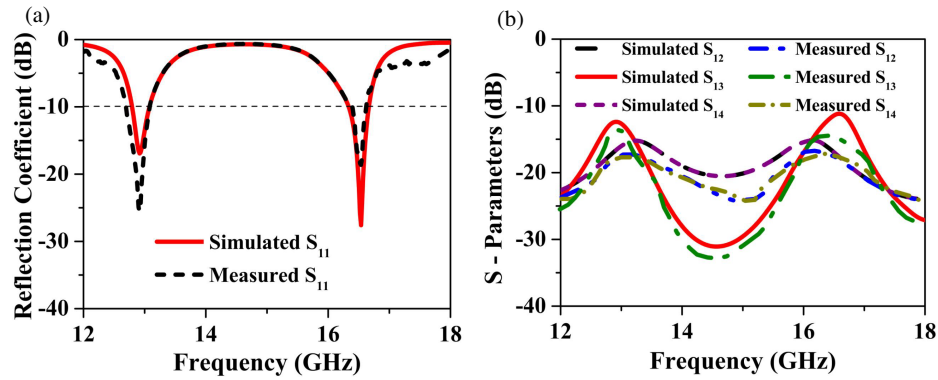 (a)
0
-10
-20
-30
-40
Reflection Coefficient (dB)
Simulated S11
Measured S11
12 14 16 18
Frequency (GHz)
(b)
0
-10
-20
-30
-40
S - Parameters (dB)
Simulated S12 Measured S12
Simulated S13 Measured S13
Simulated S14 Measured S14
12 14 16 18
Frequency (GHz)